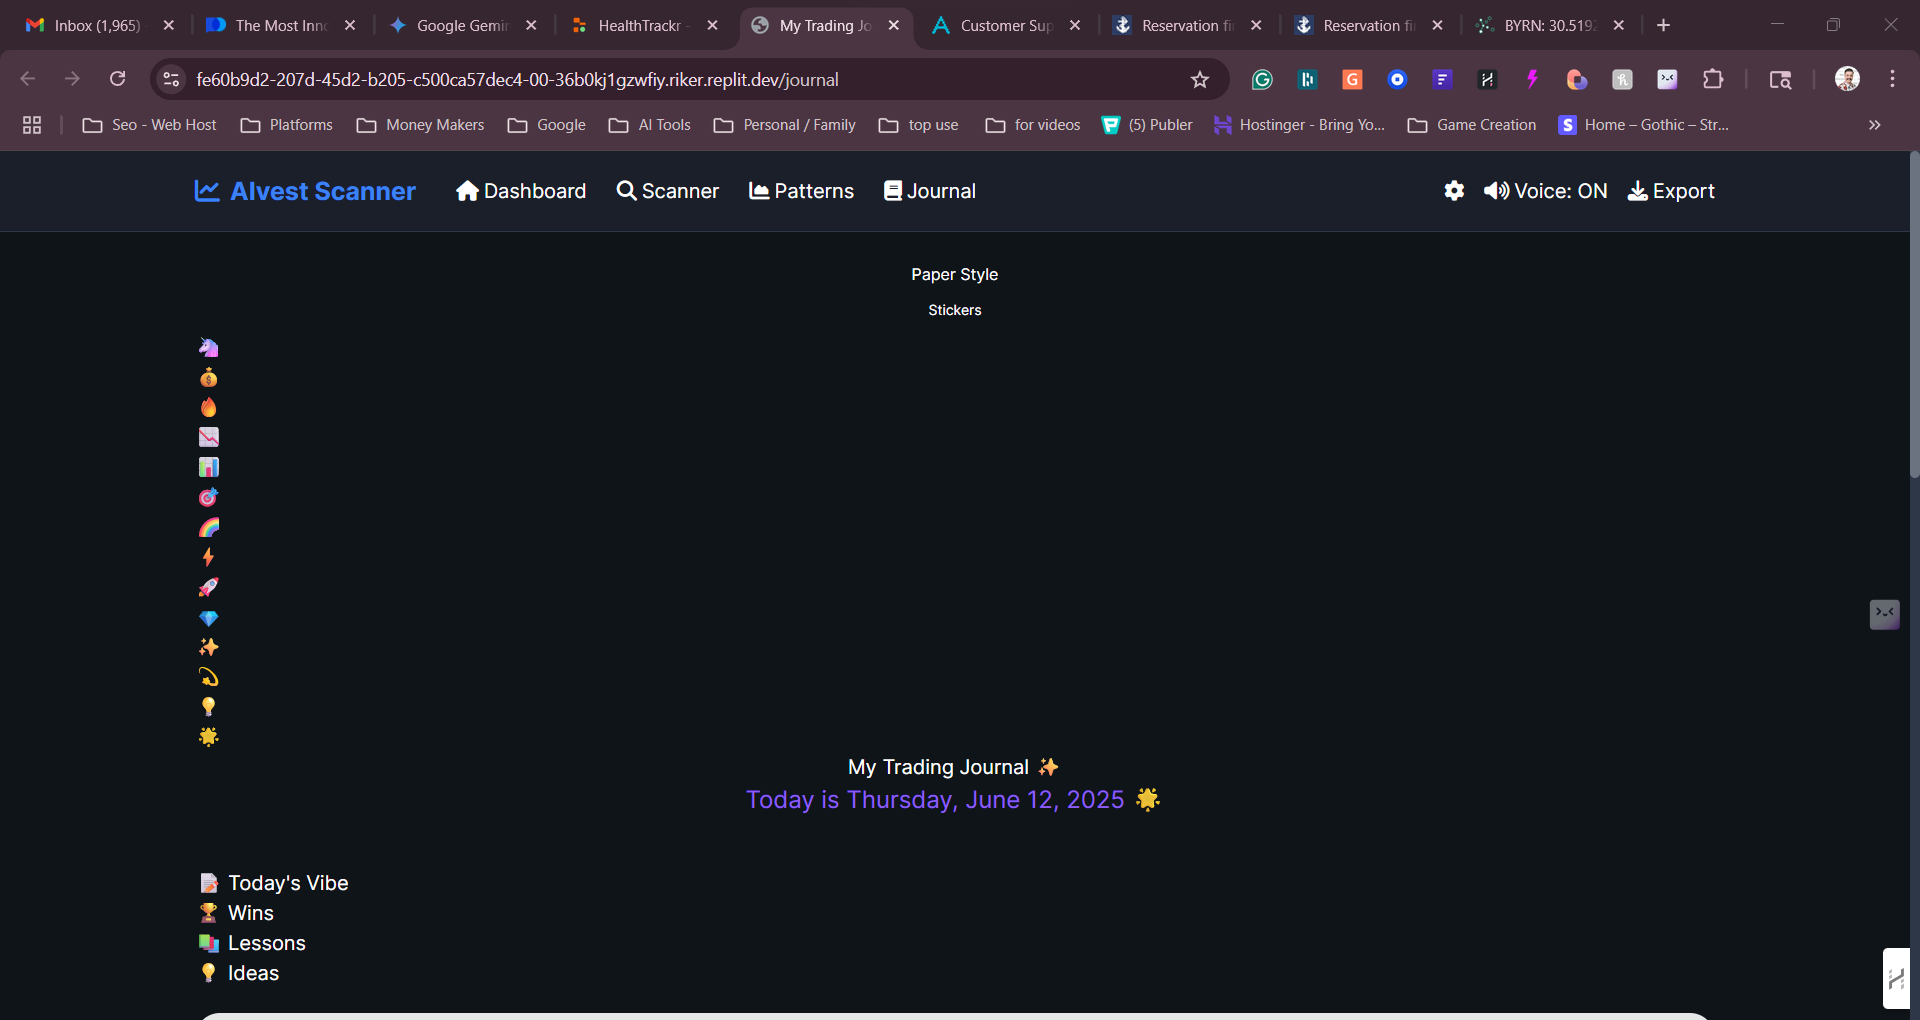 Inbox (1,965)
The Most Inno
Google Gemin
HealthTrackr -
My Trading Jo
Customer Sup
Reservation fi
Reservation fi
BYRN: 30.519
fe60b9d2-207d-45d2-b205-c500ca57dec4-00-36b0kj1gzwfiy.riker.replit.dev/journal
Seo - Web Host
Platforms
Money Makers
Google
AI Tools
Personal / Family
top use
for videos
(5) Publer
Hostinger - Bring Yo...
Game Creation
Home – Gothic – Str...
AIvest Scanner
Dashboard
Scanner
Patterns
Journal
Voice: ON
Export
Paper Style
Stickers
My Trading Journal ✨
Today is Thursday, June 12, 2025 🌟
📝 Today's Vibe
🏆 Wins
📚 Lessons
💡 Ideas